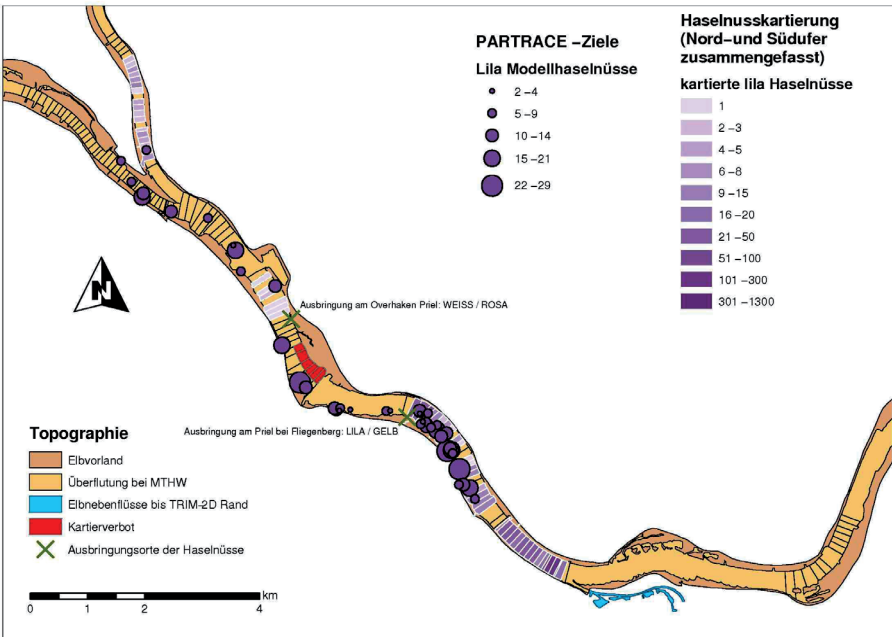 PARTRACE –Ziele
Lila Modellhaselnüsse
2 –4
5 –9
10 –14
15 –21
22 –29
Haselnusskartierung
(Nord–und Südufer
zusammengefasst)
kartierte lila Haselnüsse
1
2 –3
4 –5
6 –8
9 –15
16 –20
21 –50
51 –100
101 –300
301 –1300
N
Ausbringung am Overhaken Priel: WEISS / ROSA
Ausbringung am Priel bei Fliegenberg: LILA / GELB
Topographie
Elbvorland
Überflutung bei MTHW
Elbnebenflüsse bis TRIM–2D Rand
Kartierverbot
Ausbringungsorte der Haselnüsse
km
0 1 2 4